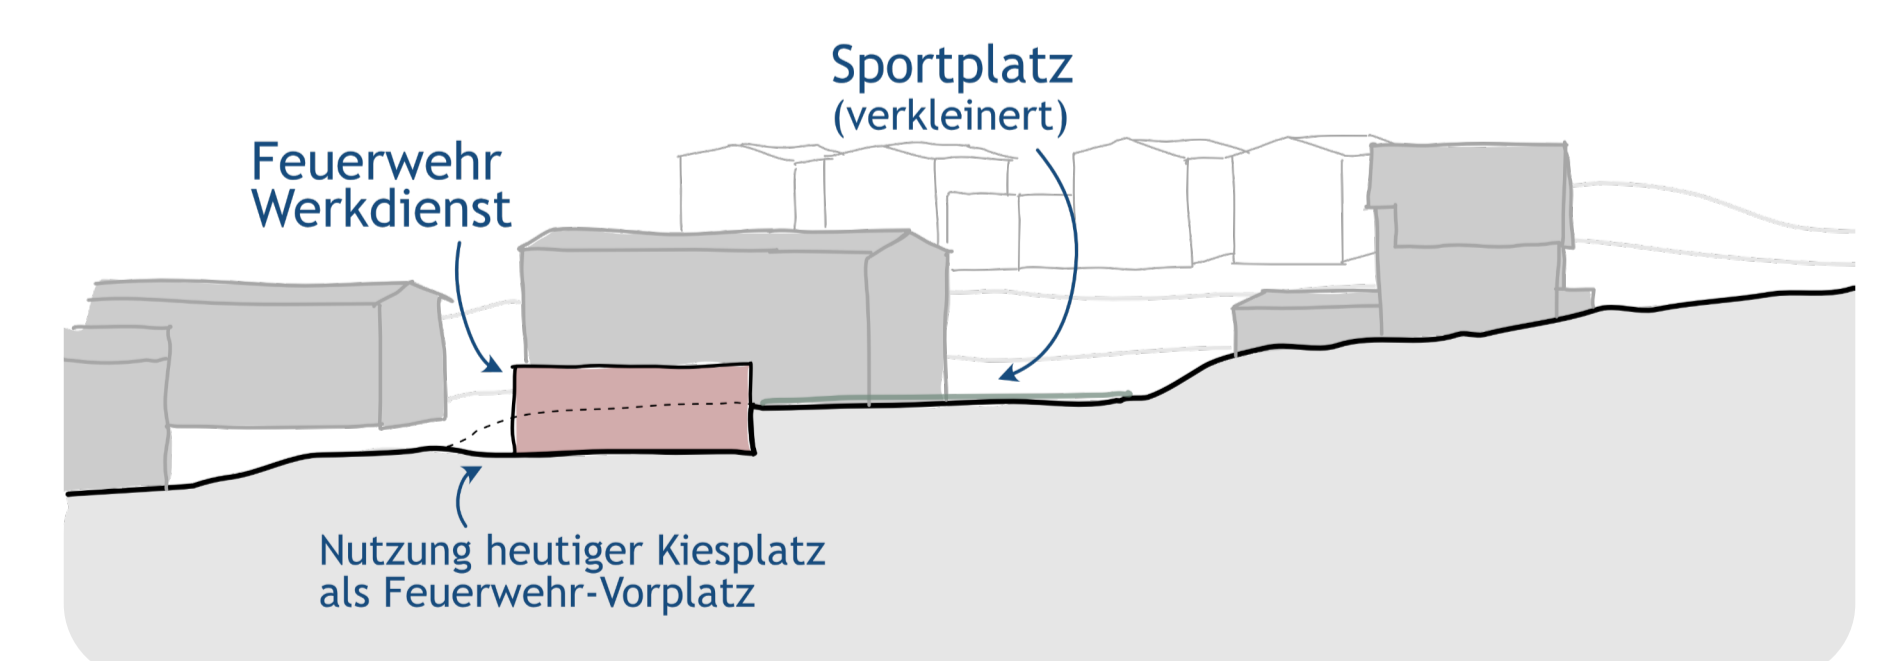 Sportplatz
(verkleinert)
Feuerwehr
Werkdienst
Nutzung heutiger Kiesplatz
als Feuerwehr-Vorplatz